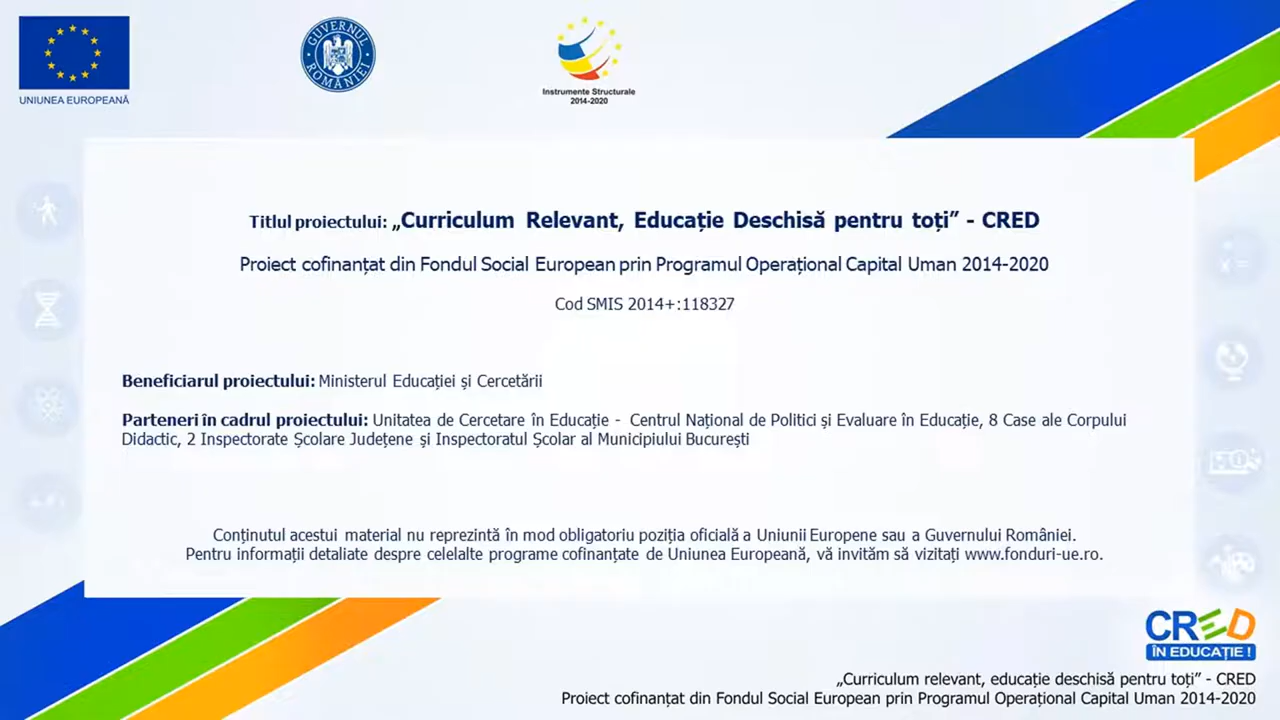 UNIUNEA EUROPEANĂ
GUVERNUL ROMÂNIEI
Instrumente Structurale
2014-2020
Titlul proiectului: „Curriculum Relevant, Educație Deschisă pentru toți” - CRED
Proiect cofinanțat din Fondul Social European prin Programul Operațional Capital Uman 2014-2020
Cod SMIS 2014+:118327
Beneficiarul proiectului: Ministerul Educației și Cercetării
Parteneri în cadrul proiectului: Unitatea de Cercetare în Educație - Centrul Național de Politici și Evaluare în Educație, 8 Case ale Corpului
Didactic, 2 Inspectorate Școlare Județene și Inspectoratul Școlar al Municipiului București
Conținutul acestui material nu reprezintă în mod obligatoriu poziția oficială a Uniunii Europene sau a Guvernului României.
Pentru informații detaliate despre celelalte programe cofinanțate de Uniunea Europeană, vă invităm să vizitați www.fonduri-ue.ro.
CRED
ÎN EDUCAȚIE !
„Curriculum relevant, educație deschisă pentru toți” - CRED
Proiect cofinanțat din Fondul Social European prin Programul Operațional Capital Uman 2014-2020